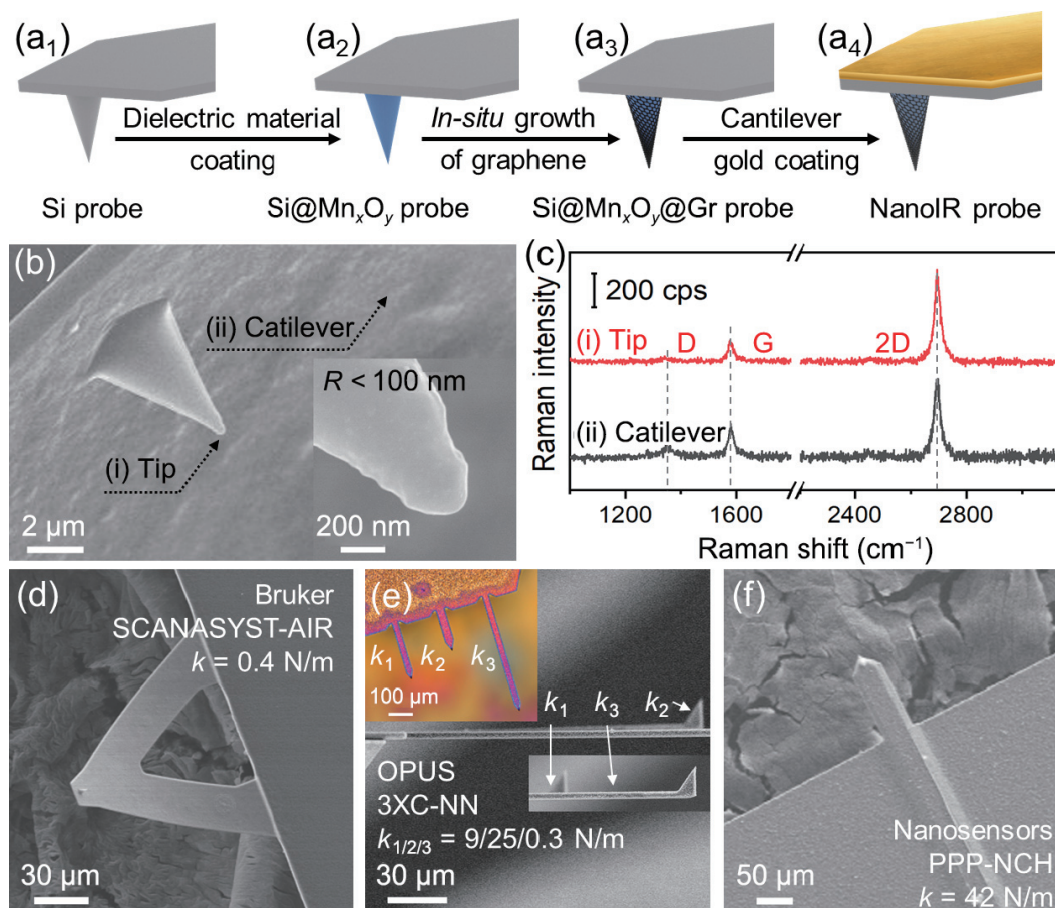 (a₁)
(a₂)
(a₃)
(a₄)
Dielectric material
coating
In-situ growth
of graphene
Cantilever
gold coating
Si probe
Si@MnₓOᵧ probe
Si@MnₓOᵧ@Gr probe
NanoIR probe
(b)
(ii) Catilever
R < 100 nm
(i) Tip
2 µm
200 nm
(c)
200 cps
(i) Tip
D
G
2D
(ii) Catilever
Raman intensity
1200
1600
2400
2800
Raman shift (cm⁻¹)
(d)
Bruker
SCANASYST-AIR
k = 0.4 N/m
30 µm
(e)
k₁
k₂
k₃
100 µm
k₁
k₃
k₂
OPUS
3XC-NN
k₁/₂/₃ = 9/25/0.3 N/m
30 µm
(f)
Nanosensors
PPP-NCH
k = 42 N/m
50 µm